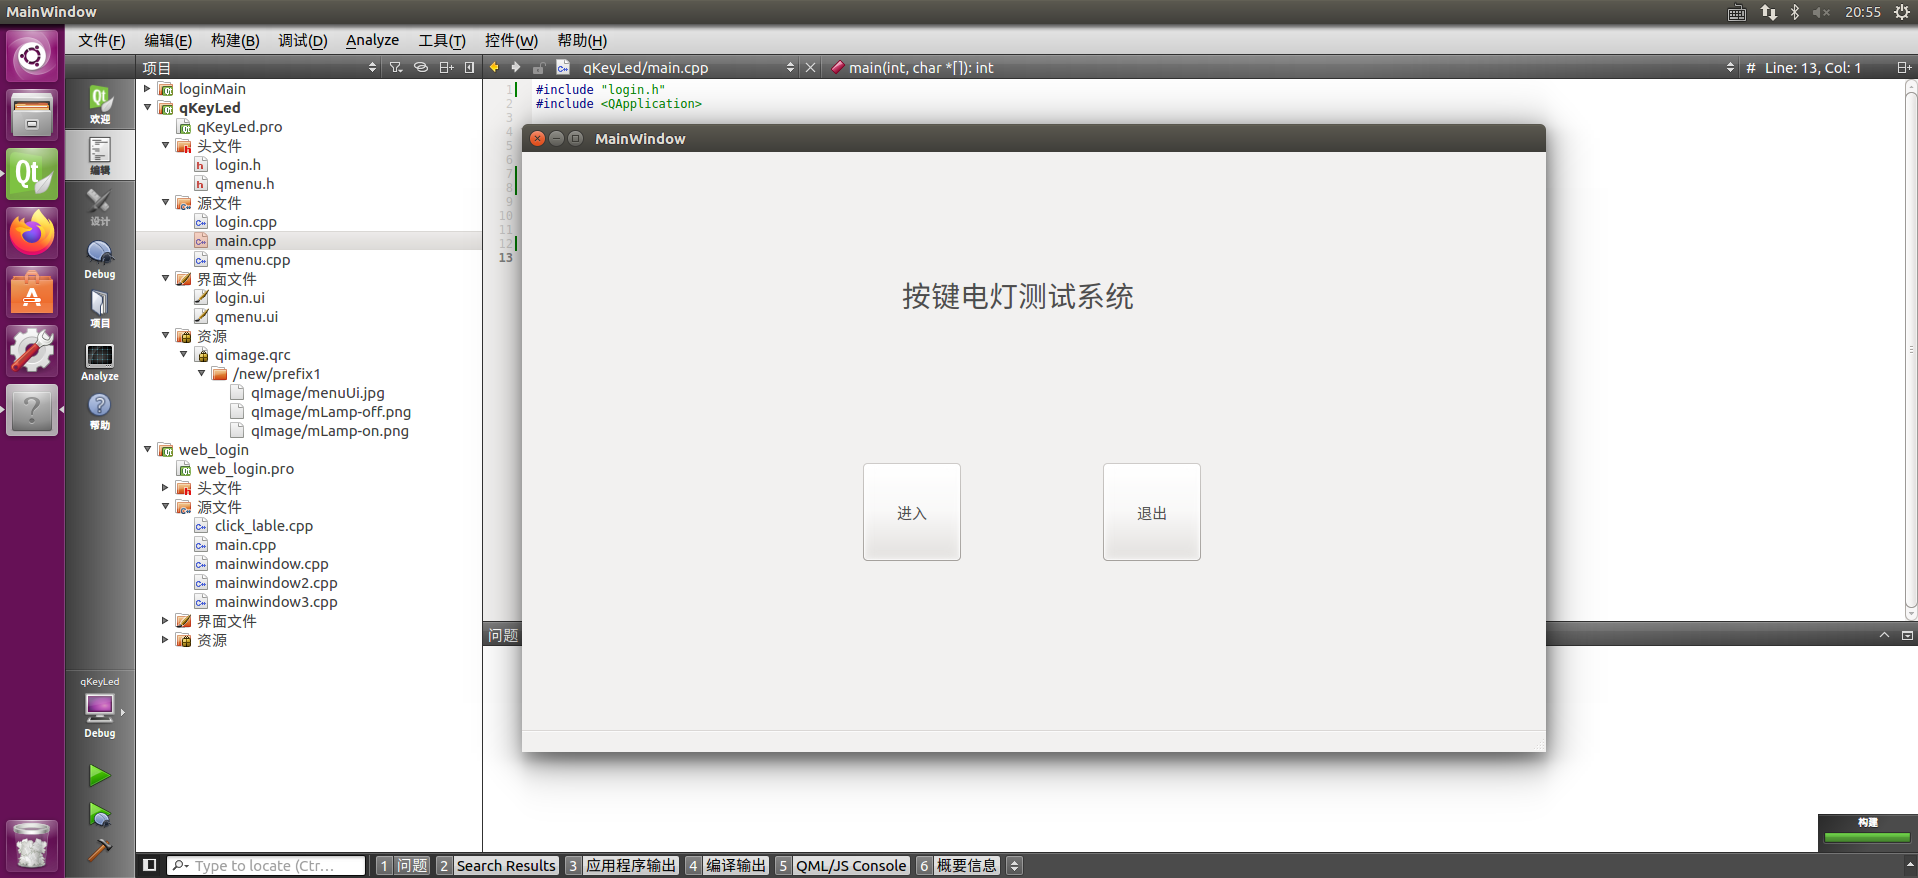 MainWindow
20:55
文件(F) 编辑(E) 构建(B) 调试(D) Analyze 工具(T) 控件(W) 帮助(H)
项目
qKeyLed/main.cpp
main(int, char *[]): int
# Line: 13, Col: 1
欢迎
编辑
设计
Debug
项目
Analyze
帮助
qKeyLed
Debug
loginMain
qKeyLed
qKeyLed.pro
头文件
login.h
qmenu.h
源文件
login.cpp
main.cpp
qmenu.cpp
界面文件
login.ui
qmenu.ui
资源
qimage.qrc
/new/prefix1
qImage/menuUi.jpg
qImage/mLamp-off.png
qImage/mLamp-on.png
web_login
web_login.pro
头文件
源文件
click_lable.cpp
main.cpp
mainwindow.cpp
mainwindow2.cpp
mainwindow3.cpp
界面文件
资源
1 #include "login.h"
2 #include <QApplication>
3
4
5
6
7
8
9
10
11
12
13
MainWindow
按键电灯测试系统
进入
退出
问题
构建
Type to locate (Ctr...
1 问题 2 Search Results 3 应用程序输出 4 编译输出 5 QML/JS Console 6 概要信息